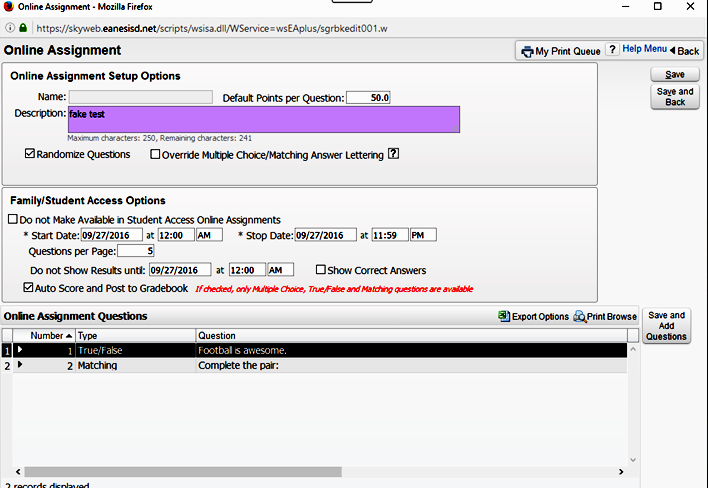 Online Assignment - Mozilla Firefox
https://skyweb.eanesisd.net/scripts/wsisa.dll/WService=wsEAplus/sgrbkedit001.w
Online Assignment
My Print Queue ? Help Menu Back
Online Assignment Setup Options
Save
Name: Default Points per Question: 50.0
Save and Back
Description: fake test
Maximum characters: 250, Remaining characters: 241
Randomize Questions Override Multiple Choice/Matching Answer Lettering ?
Family/Student Access Options
Do not Make Available in Student Access Online Assignments
* Start Date: 09/27/2016 at 12:00 AM * Stop Date: 09/27/2016 at 11:59 PM
Questions per Page: 5
Do not Show Results until: 09/27/2016 at 12:00 AM Show Correct Answers
Auto Score and Post to Gradebook If checked, only Multiple Choice, True/False and Matching questions are available
Online Assignment Questions Export Options Print Browse
Save and Add Questions
Number Type Question
1 1 True/False Football is awesome.
2 2 Matching Complete the pair:
2 records displayed